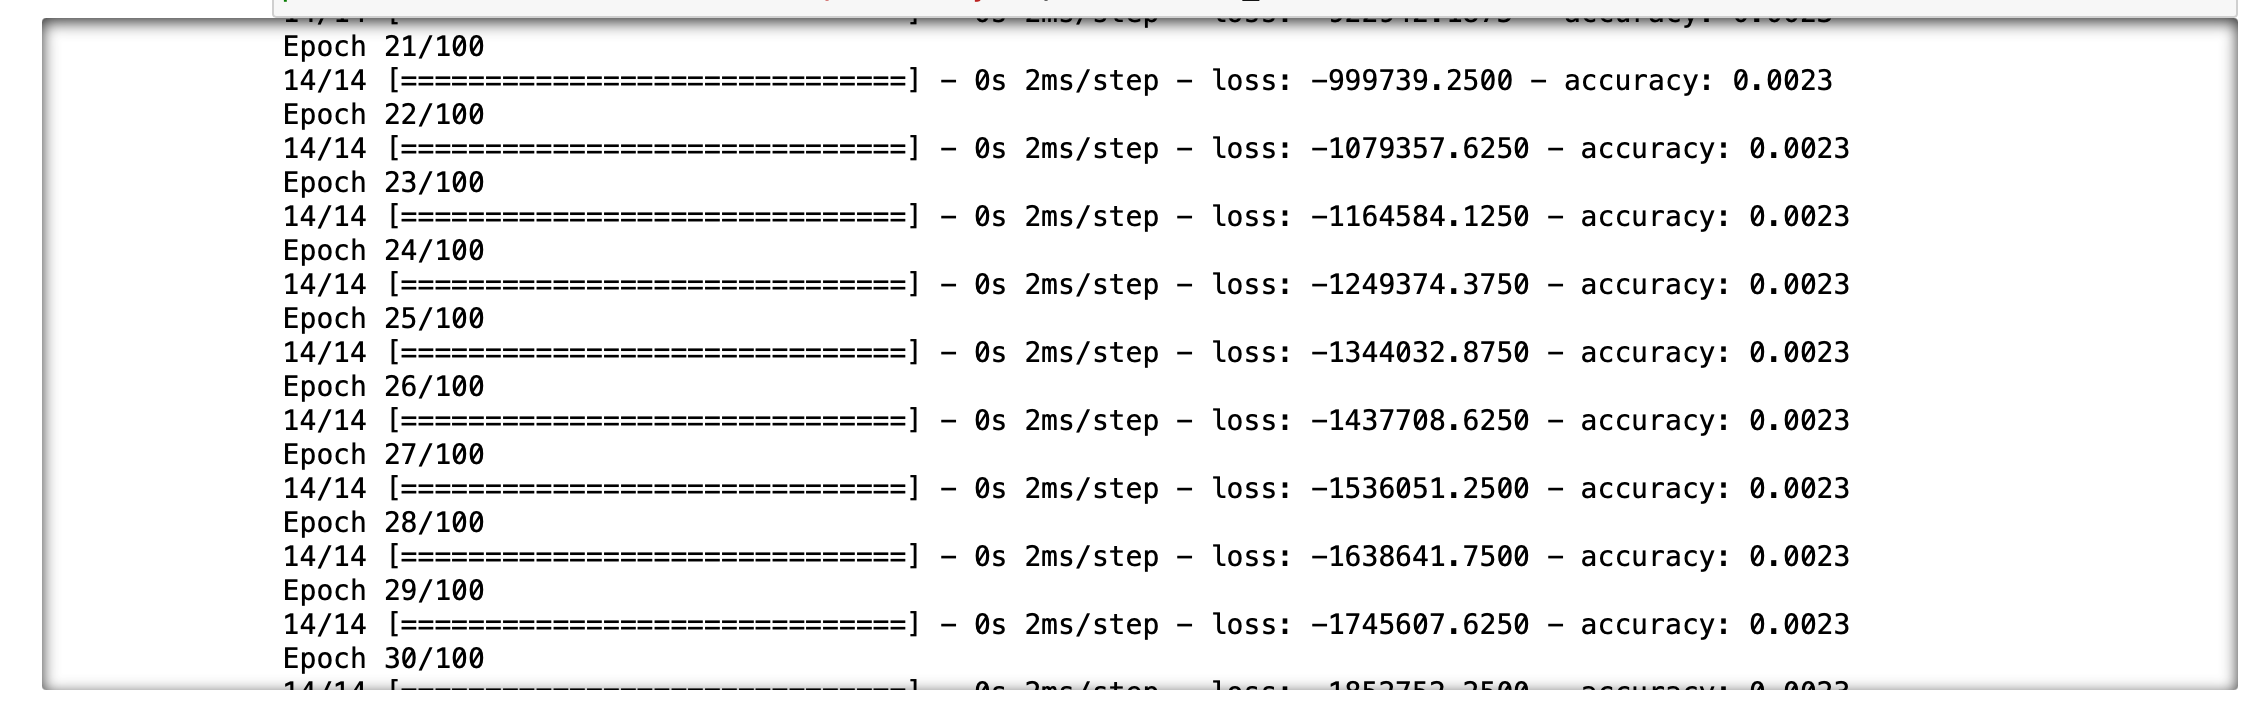 Epoch 21/100
14/14 [==============================] - 0s 2ms/step - loss: -999739.2500 - accuracy: 0.0023
Epoch 22/100
14/14 [==============================] - 0s 2ms/step - loss: -1079357.6250 - accuracy: 0.0023
Epoch 23/100
14/14 [==============================] - 0s 2ms/step - loss: -1164584.1250 - accuracy: 0.0023
Epoch 24/100
14/14 [==============================] - 0s 2ms/step - loss: -1249374.3750 - accuracy: 0.0023
Epoch 25/100
14/14 [==============================] - 0s 2ms/step - loss: -1344032.8750 - accuracy: 0.0023
Epoch 26/100
14/14 [==============================] - 0s 2ms/step - loss: -1437708.6250 - accuracy: 0.0023
Epoch 27/100
14/14 [==============================] - 0s 2ms/step - loss: -1536051.2500 - accuracy: 0.0023
Epoch 28/100
14/14 [==============================] - 0s 2ms/step - loss: -1638641.7500 - accuracy: 0.0023
Epoch 29/100
14/14 [==============================] - 0s 2ms/step - loss: -1745607.6250 - accuracy: 0.0023
Epoch 30/100